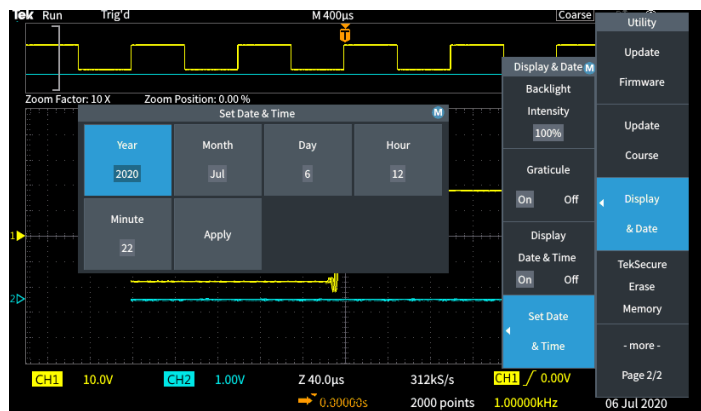 Tek Run Trig'd M 400µs Coarse
T
Zoom Factor: 10 X Zoom Position: 0.00 %
Set Date & Time M
Year Month Day Hour
2020 Jul 6 12
Minute Apply
22
Display & Date M
Backlight
Intensity
100%
Graticule
On Off
Display
Date & Time
On Off
Set Date
& Time
Utility
Update
Firmware
Update
Course
Display
& Date
TekSecure
Erase
Memory
- more -
Page 2/2
1
2
CH1 10.0V CH2 1.00V Z 40.0µs 312kS/s CH1 0.00V
0.00000s 2000 points 1.00000kHz 06 Jul 2020